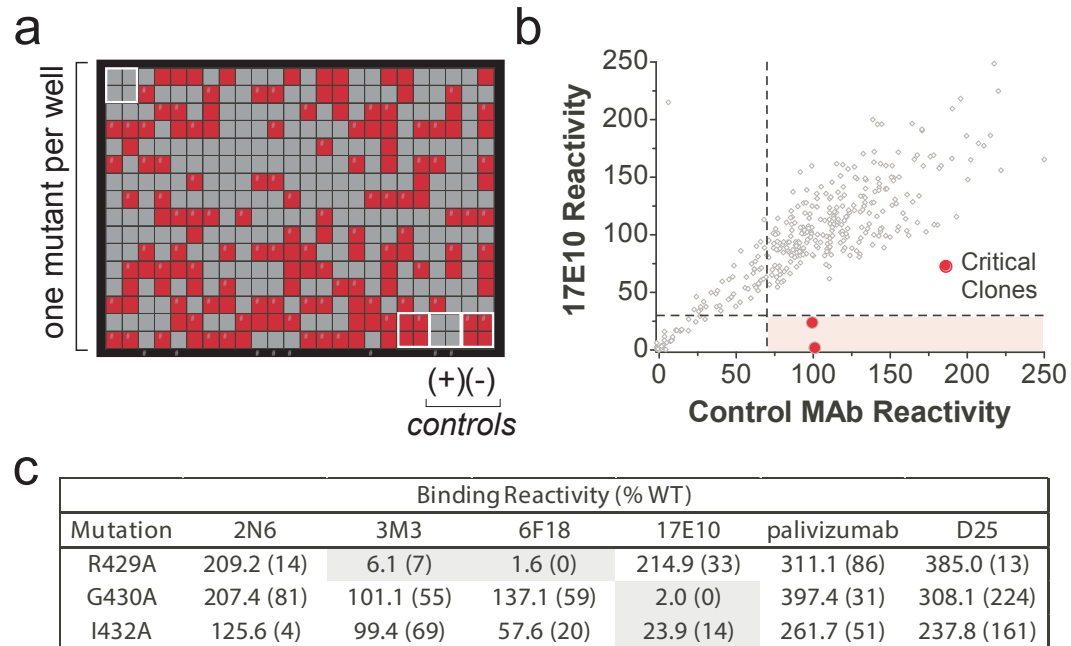 a
one mutant per well
(+)(-)
controls
b
17E10 Reactivity
250
200
150
100
50
0
Critical
Clones
0 50 100 150 200 250
Control MAb Reactivity
c
Binding Reactivity (% WT)
Mutation 2N6 3M3 6F18 17E10 palivizumab D25
R429A 209.2 (14) 6.1 (7) 1.6 (0) 214.9 (33) 311.1 (86) 385.0 (13)
G430A 207.4 (81) 101.1 (55) 137.1 (59) 2.0 (0) 397.4 (31) 308.1 (224)
I432A 125.6 (4) 99.4 (69) 57.6 (20) 23.9 (14) 261.7 (51) 237.8 (161)